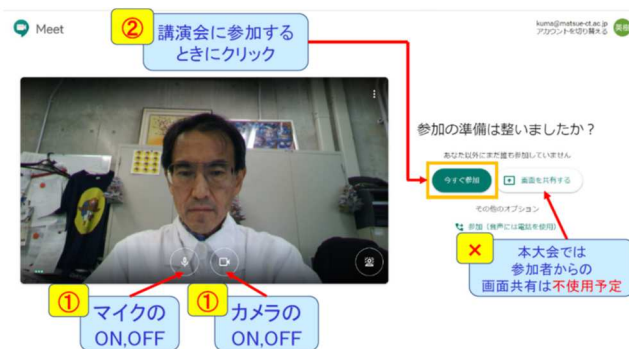 Meet
②
講演会に参加する
ときにクリック
kuma@matsue-ct.ac.jp
アカウントを切り替える
参加の準備は整いましたか？
あなた以外にまだ誰も参加していません
今すぐ参加
画面を共有する
その他のオプション
参加（音声には電話を使用）
①
マイクの
ON,OFF
①
カメラの
ON,OFF
×
本大会では
参加者からの
画面共有は不使用予定